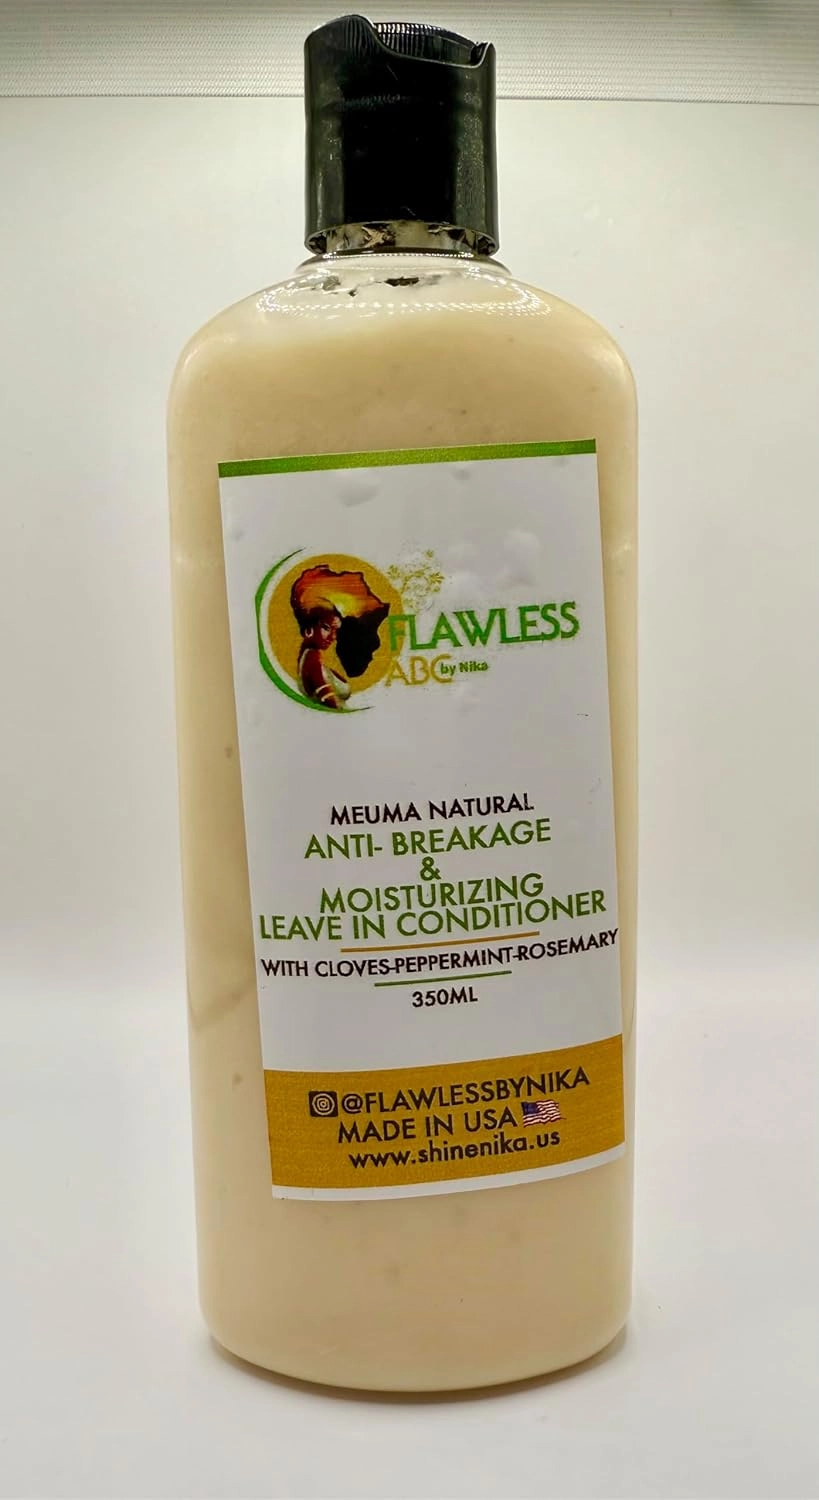 FLAWLESS
ABC by Nika
MEUMA NATURAL
ANTI- BREAKAGE
&
MOISTURIZING
LEAVE IN CONDITIONER
WITH CLOVES-PEPPERMINT-ROSEMARY
350ML
@FLAWLESSBYNIKA
MADE IN USA
www.shinenika.us